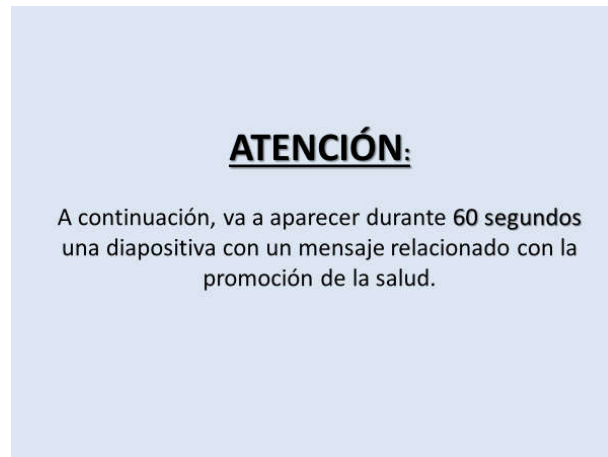 ATENCIÓN:
A continuación, va a aparecer durante 60 segundos
una diapositiva con un mensaje relacionado con la
promoción de la salud.